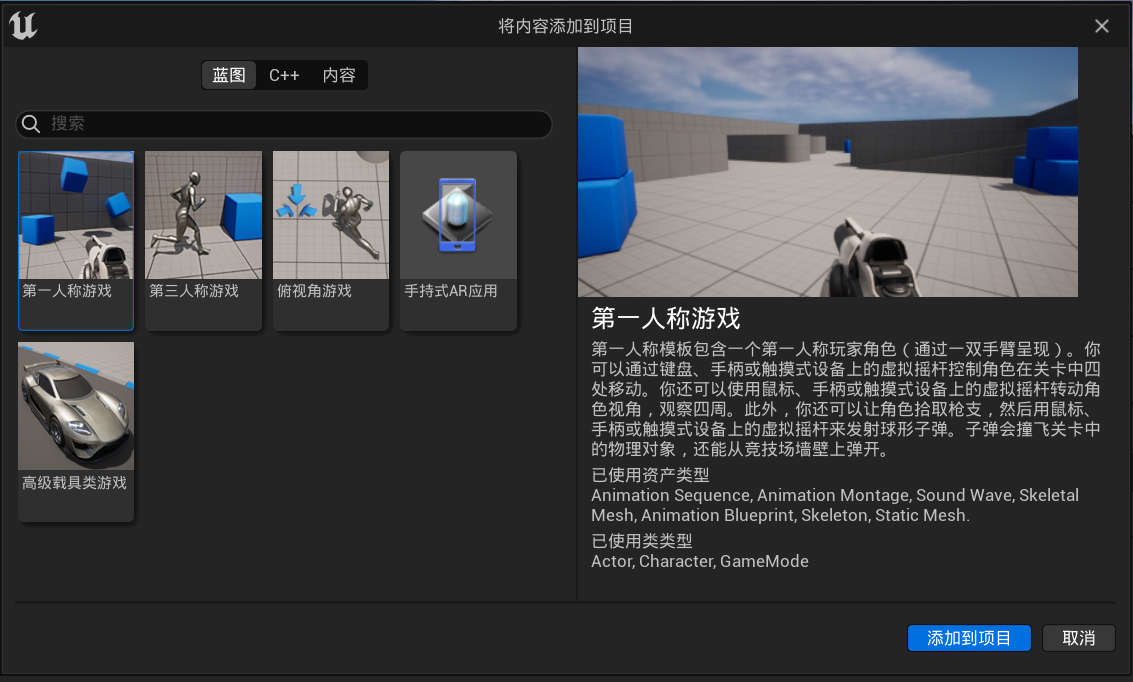 将内容添加到项目
蓝图 C++ 内容
搜索
第一人称游戏
第三人称游戏
俯视角游戏
手持式AR应用
高级载具类游戏
第一人称游戏
第一人称模板包含一个第一人称玩家角色（通过一双手臂呈现）。你
可以通过键盘、手柄或触摸式设备上的虚拟摇杆控制角色在关卡中四
处移动。你还可以使用鼠标、手柄或触摸式设备上的虚拟摇杆转动角
色视角，观察四周。此外，你还可以让角色拾取枪支，然后用鼠标、
手柄或触摸式设备上的虚拟摇杆来发射球形子弹。子弹会撞飞关卡中
的物理对象，还能从竞技场墙壁上弹开。
已使用资产类型
Animation Sequence, Animation Montage, Sound Wave, Skeletal
Mesh, Animation Blueprint, Skeleton, Static Mesh.
已使用类类型
Actor, Character, GameMode
添加到项目 取消